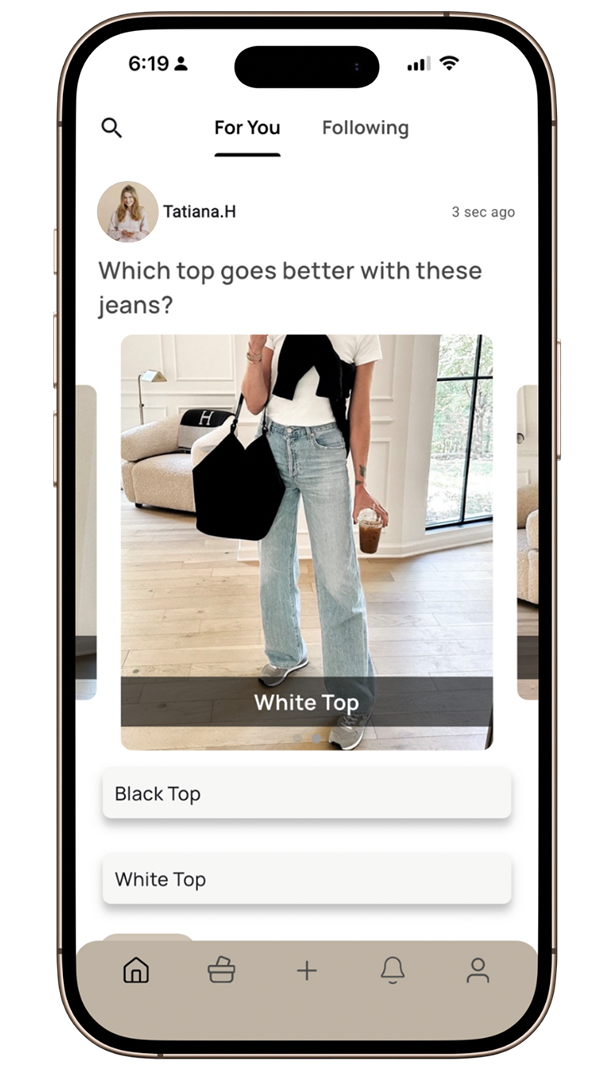 6:19
For You Following
Tatiana.H 3 sec ago
Which top goes better with these
jeans?
H
White Top
Black Top
White Top